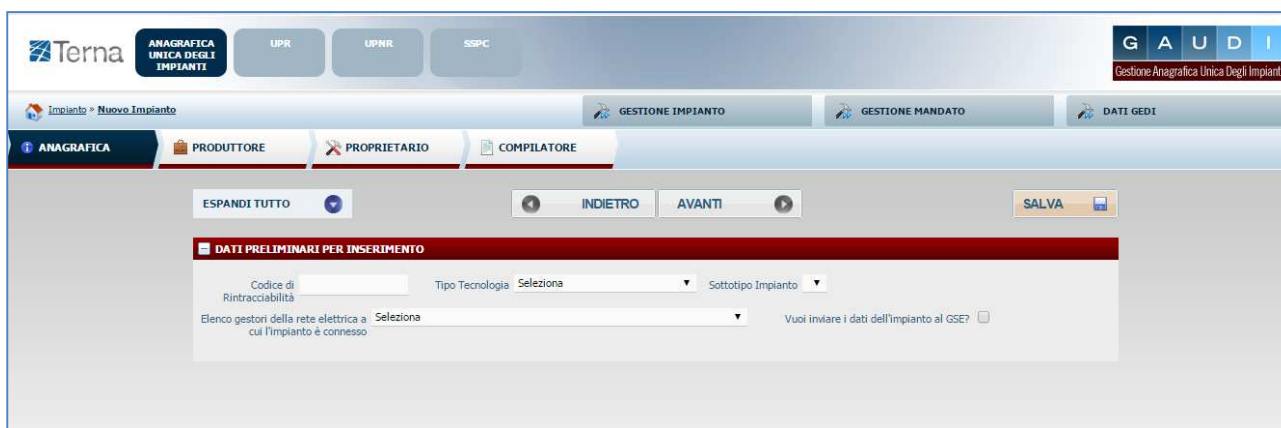 Terna
ANAGRAFICA
UNICA DEGLI
IMPIANTI
UPR
UPNR
SSPC
G A U D I
Gestione Anagrafica Unica Degli Impiant
Impianto » Nuovo Impianto
GESTIONE IMPIANTO
GESTIONE MANDATO
DATI GEDI
ANAGRAFICA
PRODUTTORE
PROPRIETARIO
COMPILATORE
ESPANDI TUTTO
INDIETRO
AVANTI
SALVA
DATI PRELIMINARI PER INSERIMENTO
Codice di
Rintracciabilità
Tipo Tecnologia Seleziona
Sottotipo Impianto
Elenco gestori della rete elettrica a
cui l'impianto è connesso
Seleziona
Vuoi inviare i dati dell'impianto al GSE?